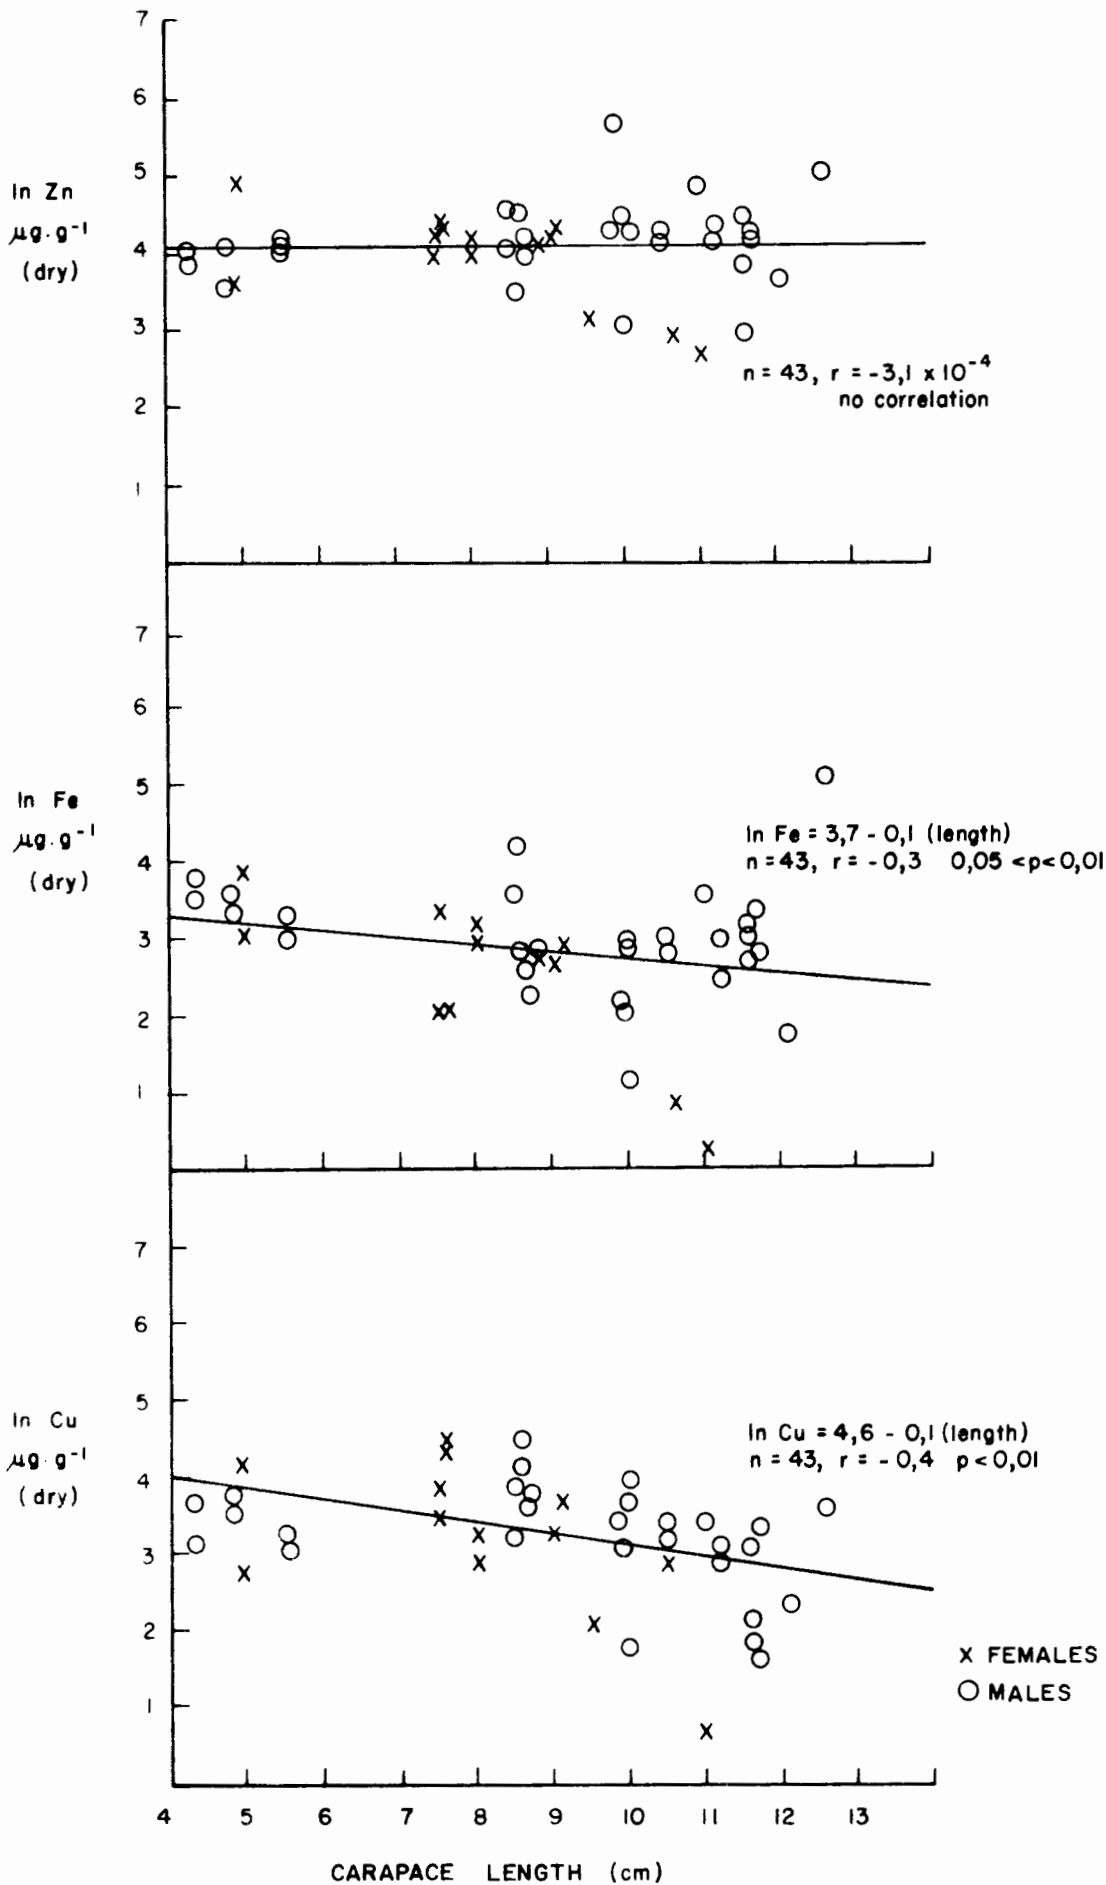 7
6
5
4
3
2
1
ln Zn
µg·g⁻¹
(dry)
n = 43, r = -3,1 x 10⁻⁴
no correlation
7
6
5
4
3
2
1
ln Fe
µg·g⁻¹
(dry)
ln Fe = 3,7 - 0,1 (length)
n = 43, r = -0,3 0,05 <p< 0,01
7
6
5
4
3
2
1
ln Cu
µg·g⁻¹
(dry)
ln Cu = 4,6 - 0,1 (length)
n = 43, r = -0,4 p< 0,01
X FEMALES
O MALES
4 5 6 7 8 9 10 11 12 13
CARAPACE LENGTH (cm)